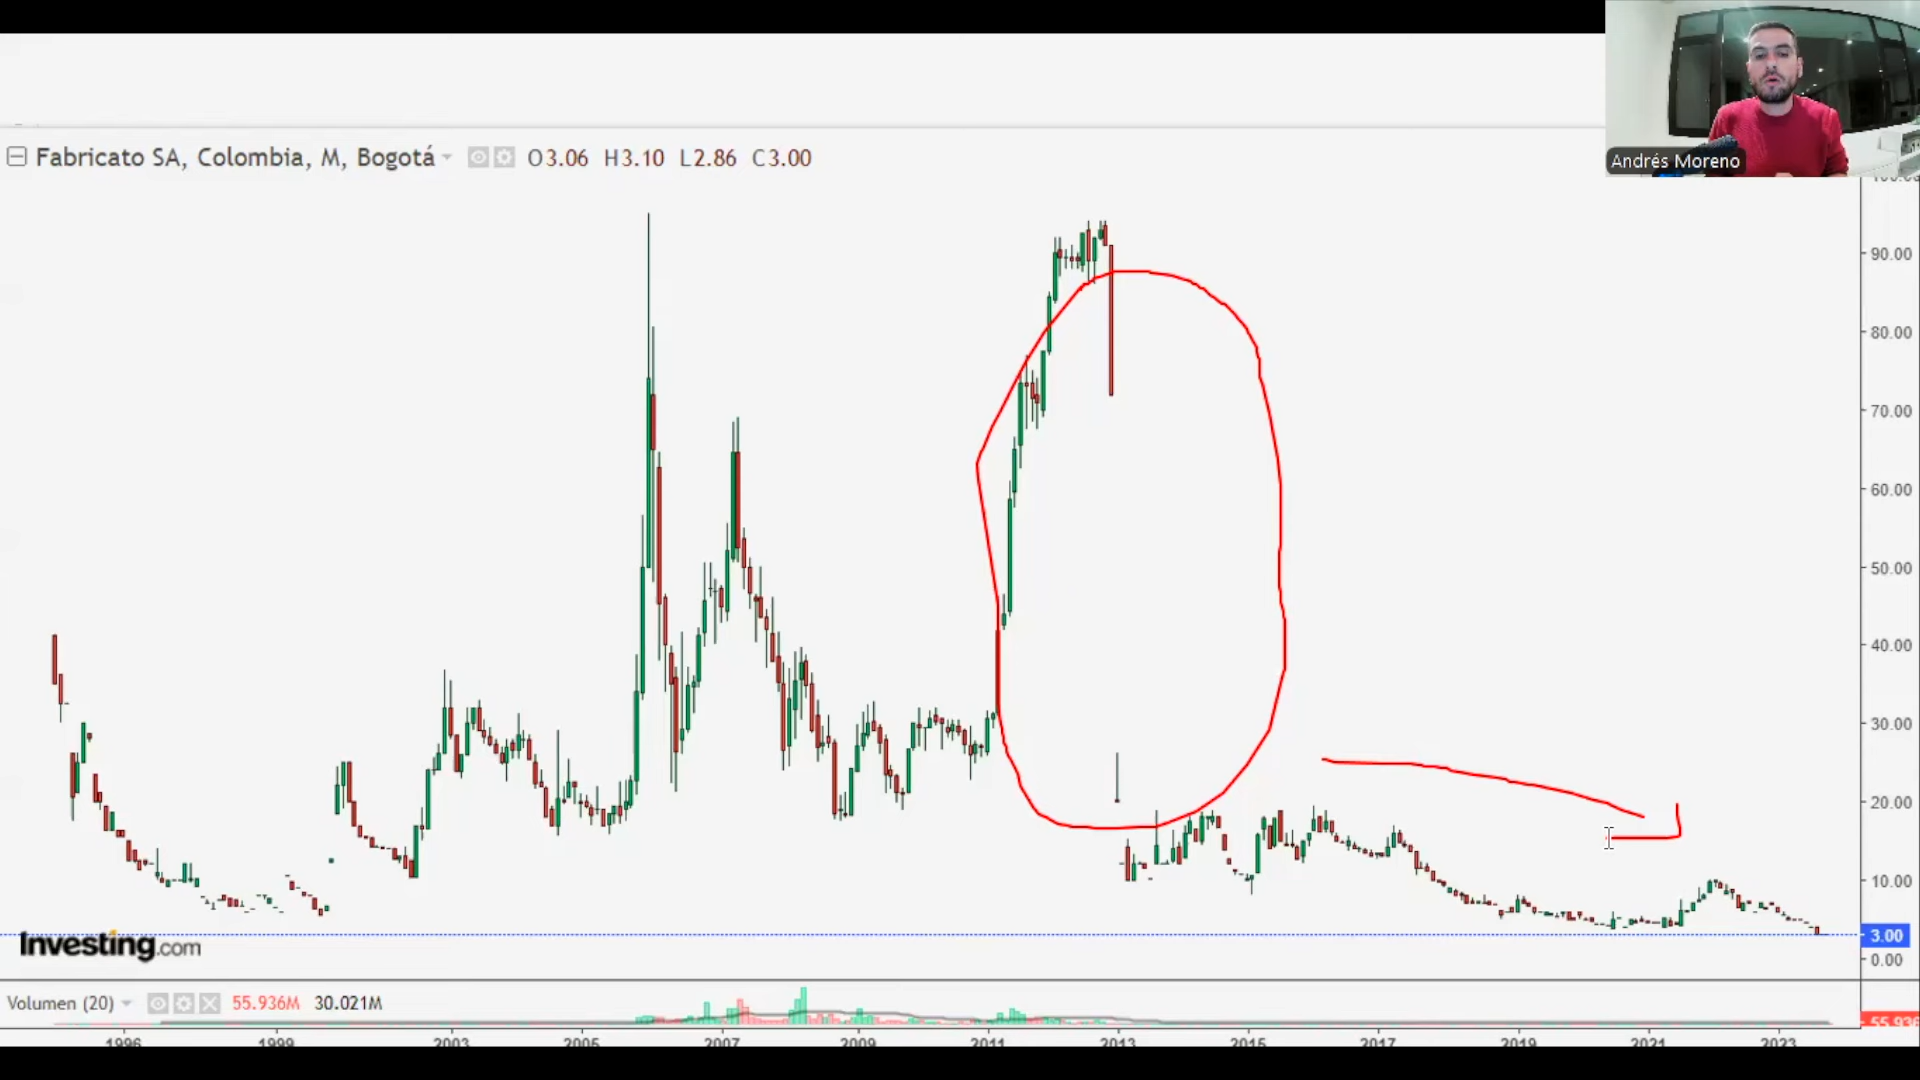 Andrés Moreno
Fabricato SA, Colombia, M, Bogotá O3.06 H3.10 L2.86 C3.00
90.00
80.00
70.00
60.00
50.00
40.00
30.00
20.00
10.00
3.00
0.00
Investing.com
Volumen (20) 55.936M 30.021M
55.936
1996 1999 2003 2005 2007 2009 2011 2013 2015 2017 2019 2021 2023